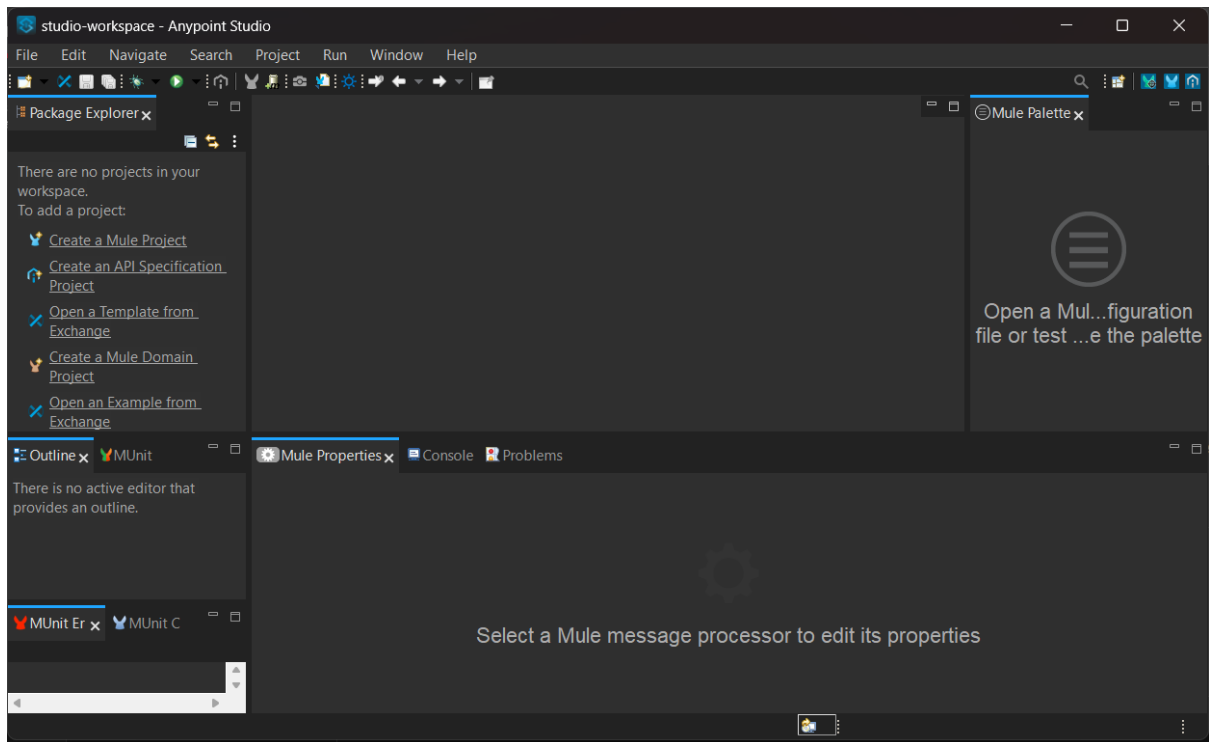 studio-workspace - Anypoint Studio
File Edit Navigate Search Project Run Window Help
Package Explorer
There are no projects in your
workspace.
To add a project:
Create a Mule Project
Create an API Specification
Project
Open a Template from
Exchange
Create a Mule Domain
Project
Open an Example from
Exchange
Mule Palette
Open a Mul...figuration
file or test ...e the palette
Outline MUnit
There is no active editor that
provides an outline.
MUnit Er MUnit C
Mule Properties Console Problems
Select a Mule message processor to edit its properties